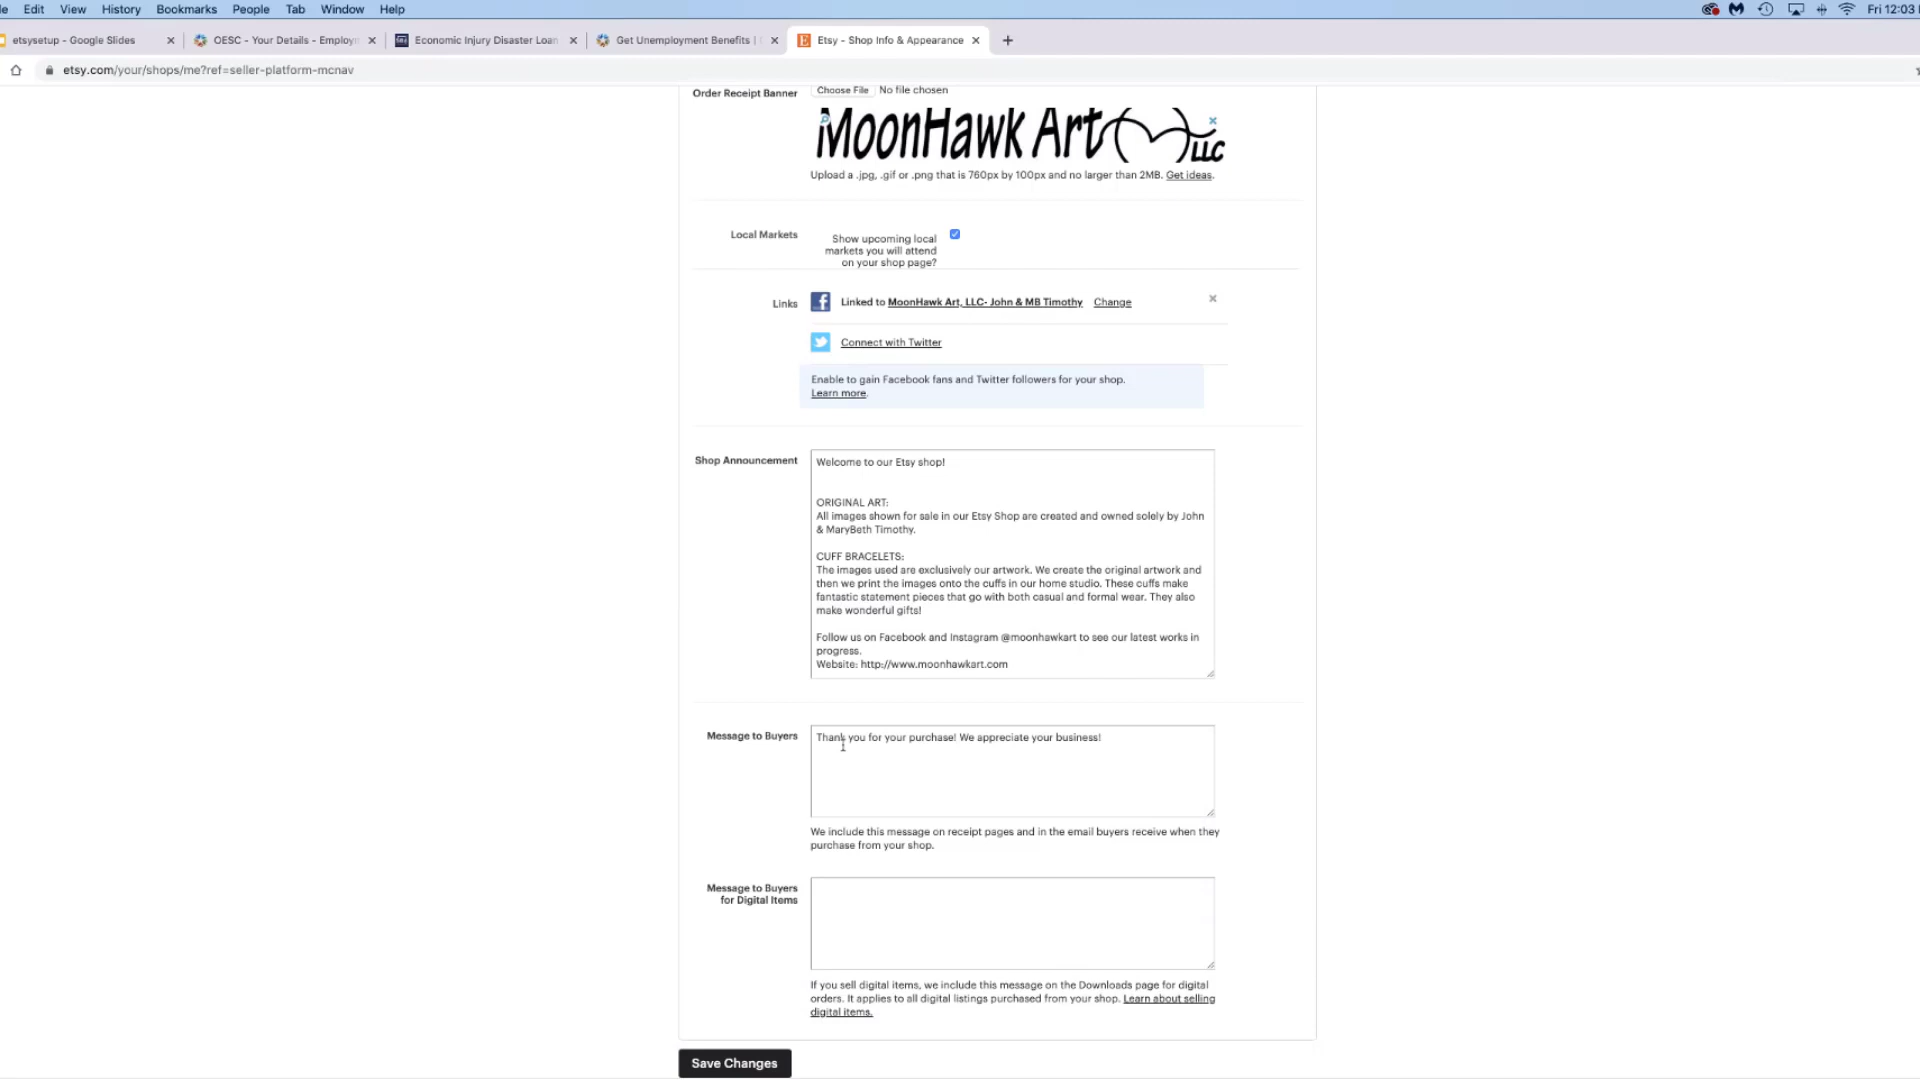 Edit View History Bookmarks People Tab Window Help Fri 12:03
etsysetup - Google Slides OESC - Your Details - Employm Economic Injury Disaster Loan Get Unemployment Benefits | Etsy - Shop Info & Appearance
etsy.com/your/shops/me?ref=seller-platform-mcnav
Order Receipt Banner Choose File No file chosen
MoonHawk Art LLC
Upload a .jpg, .gif or .png that is 760px by 100px and no larger than 2MB. Get ideas.
Local Markets Show upcoming local
markets you will attend
on your shop page?
Links Linked to MoonHawk Art, LLC- John & MB Timothy Change
Connect with Twitter
Enable to gain Facebook fans and Twitter followers for your shop.
Learn more.
Shop Announcement Welcome to our Etsy shop!
ORIGINAL ART:
All images shown for sale in our Etsy Shop are created and owned solely by John
& MaryBeth Timothy.
CUFF BRACELETS:
The images used are exclusively our artwork. We create the original artwork and
then we print the images onto the cuffs in our home studio. These cuffs make
fantastic statement pieces that go with both casual and formal wear. They also
make wonderful gifts!
Follow us on Facebook and Instagram @moonhawkart to see our latest works in
progress.
Website: http://www.moonhawkart.com
Message to Buyers Thank you for your purchase! We appreciate your business!
We include this message on receipt pages and in the email buyers receive when they
purchase from your shop.
Message to Buyers
for Digital Items
If you sell digital items, we include this message on the Downloads page for digital
orders. It applies to all digital listings purchased from your shop. Learn about selling
digital items.
Save Changes